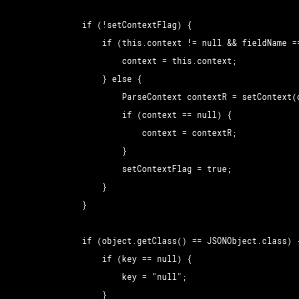 if (!setContextFlag) {
if (this.context != null && fieldName ==
context = this.context;
} else {
ParseContext contextR = setContext(
if (context == null) {
context = contextR;
}
setContextFlag = true;
}
}
if (object.getClass() == JSONObject.class)
if (key == null) {
key = "null";
}